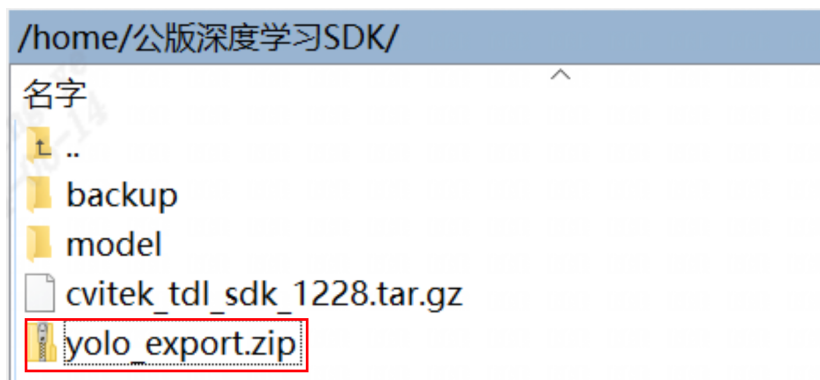 /home/公版深度学习SDK/
名字
..
backup
model
cvitek_tdl_sdk_1228.tar.gz
yolo_export.zip